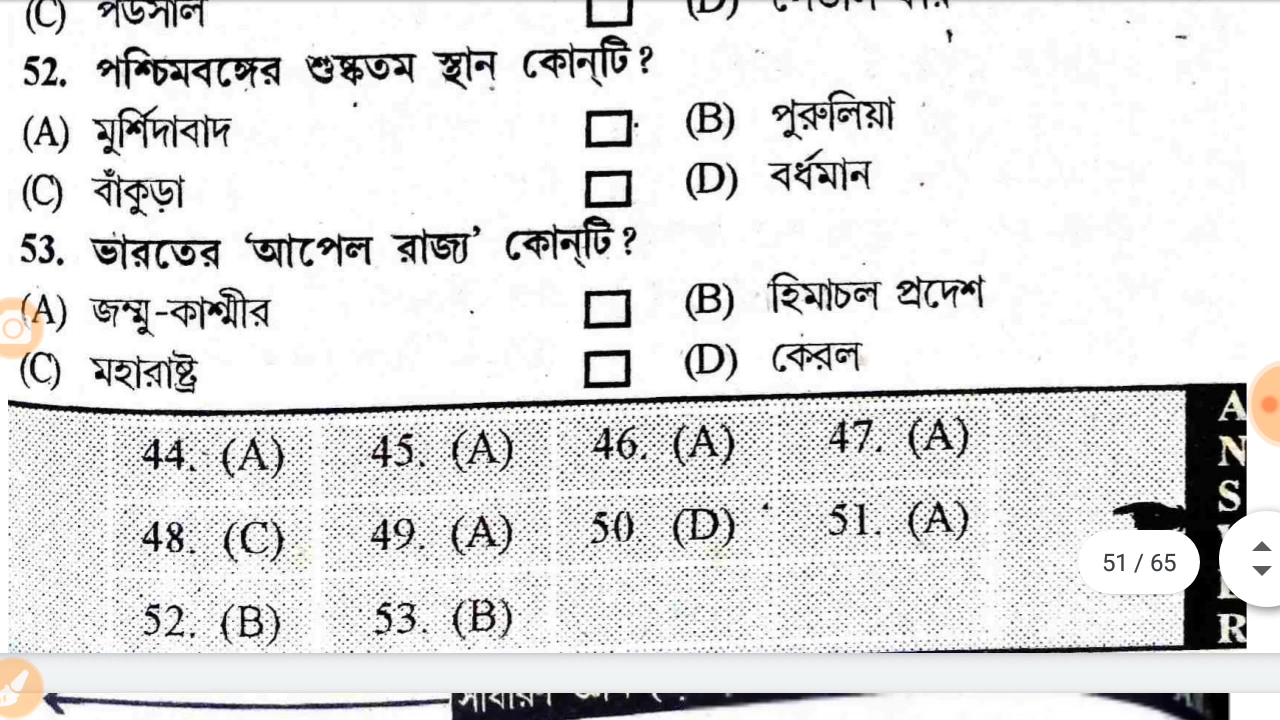 (C) পডসাল
52. পশ্চিমবঙ্গের শুষ্কতম স্থান কোন্‌টি?
(A) মুর্শিদাবাদ (B) পুরুলিয়া
(C) বাঁকুড়া (D) বর্ধমান
53. ভারতের 'আপেল রাজ্য' কোন্‌টি?
(A) জম্মু-কাশ্মীর (B) হিমাচল প্রদেশ
(C) মহারাষ্ট্র (D) কেরল
44. (A) 45. (A) 46. (A) 47. (A)
48. (C) 49. (A) 50 (D) 51. (A)
52. (B) 53. (B)
51 / 65